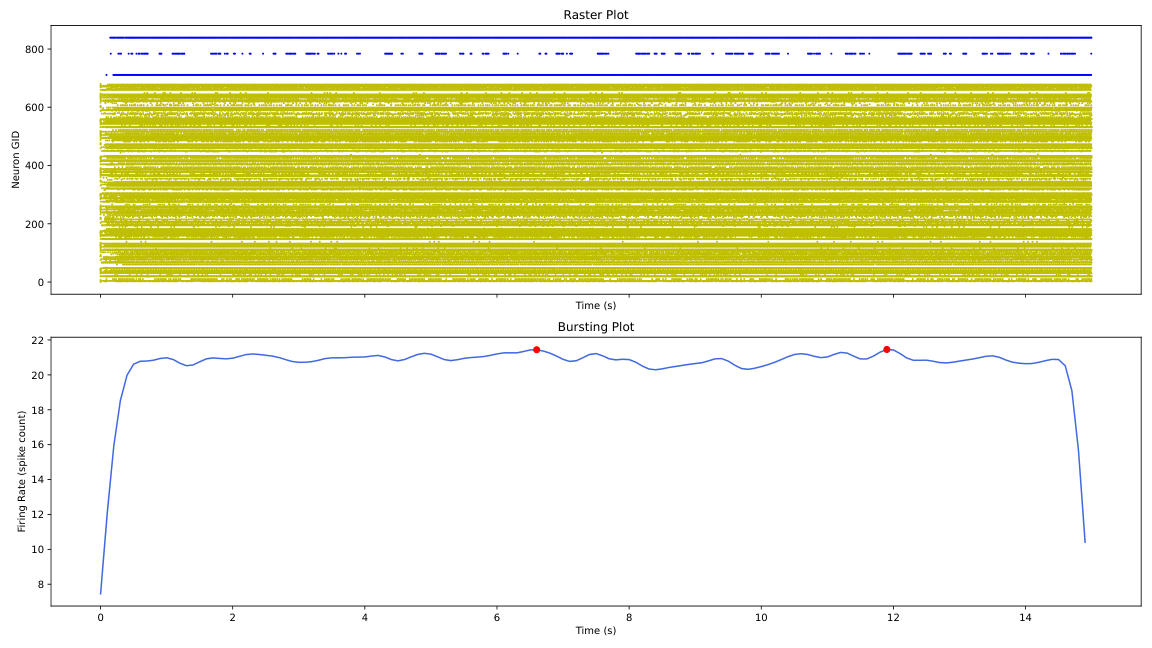 Raster Plot
800
600
400
200
0
Neuron GID
Time (s)
Bursting Plot
22
20
18
16
14
12
10
8
Firing Rate (spike count)
0 2 4 6 8 10 12 14
Time (s)